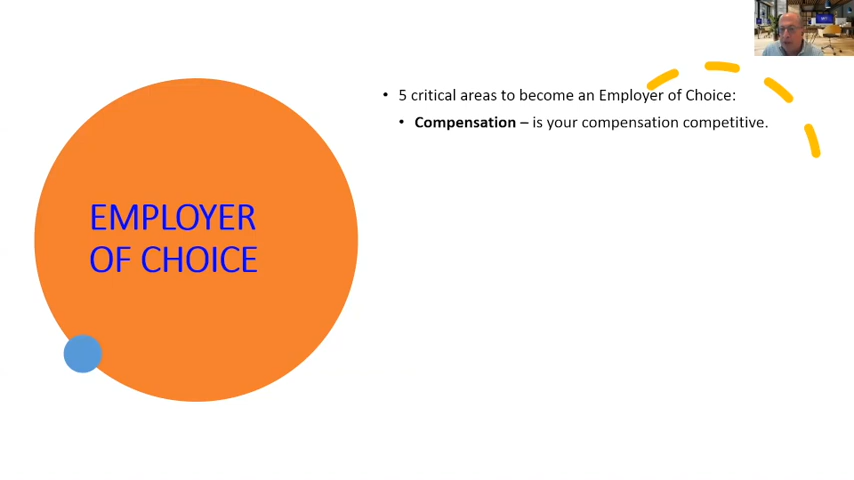 EMPLOYER
OF CHOICE
• 5 critical areas to become an Employer of Choice:
• Compensation – is your compensation competitive.